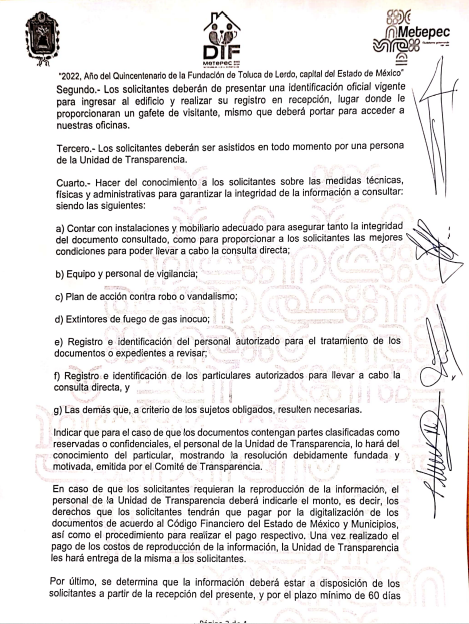 DIF
Metepec
Metepec
"2022, Año del Quincentenario de la Fundación de Toluca de Lerdo, capital del Estado de México"
Segundo.- Los solicitantes deberán de presentar una identificación oficial vigente
para ingresar al edificio y realizar su registro en recepción, lugar donde le
proporcionaran un gafete de visitante, mismo que deberá portar para acceder a
nuestras oficinas.
Tercero.- Los solicitantes deberán ser asistidos en todo momento por una persona
de la Unidad de Transparencia.
Cuarto.- Hacer del conocimiento a los solicitantes sobre las medidas técnicas,
físicas y administrativas para garantizar la integridad de la información a consultar:
siendo las siguientes:
a) Contar con instalaciones y mobiliario adecuado para asegurar tanto la integridad
del documento consultado, como para proporcionar a los solicitantes las mejores
condiciones para poder llevar a cabo la consulta directa;
b) Equipo y personal de vigilancia;
c) Plan de acción contra robo o vandalismo;
d) Extintores de fuego de gas inocuo;
e) Registro e identificación del personal autorizado para el tratamiento de los
documentos o expedientes a revisar;
f) Registro e identificación de los particulares autorizados para llevar a cabo la
consulta directa, y
g) Las demás que, a criterio de los sujetos obligados, resulten necesarias.
Indicar que para el caso de que los documentos contengan partes clasificadas como
reservadas o confidenciales, el personal de la Unidad de Transparencia, lo hará del
conocimiento del particular, mostrando la resolución debidamente fundada y
motivada, emitida por el Comité de Transparencia.
En caso de que los solicitantes requieran la reproducción de la información, el
personal de la Unidad de Transparencia deberá indicarle el monto, es decir, los
derechos que los solicitantes tendrán que pagar por la digitalización de los
documentos de acuerdo al Código Financiero del Estado de México y Municipios,
así como el procedimiento para realizar el pago respectivo. Una vez realizado el
pago de los costos de reproducción de la información, la Unidad de Transparencia
les hará entrega de la misma a los solicitantes.
Por último, se determina que la información deberá estar a disposición de los
solicitantes a partir de la recepción del presente, y por el plazo mínimo de 60 días